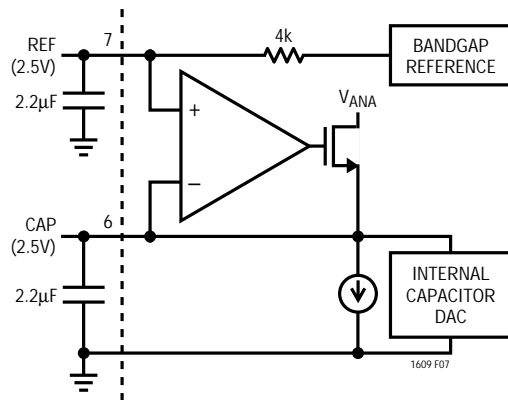 REF
(2.5V)
7
4k
BANDGAP
REFERENCE
2.2µF
VANA
+
–
CAP
(2.5V)
6
2.2µF
INTERNAL
CAPACITOR
DAC
1609 F07